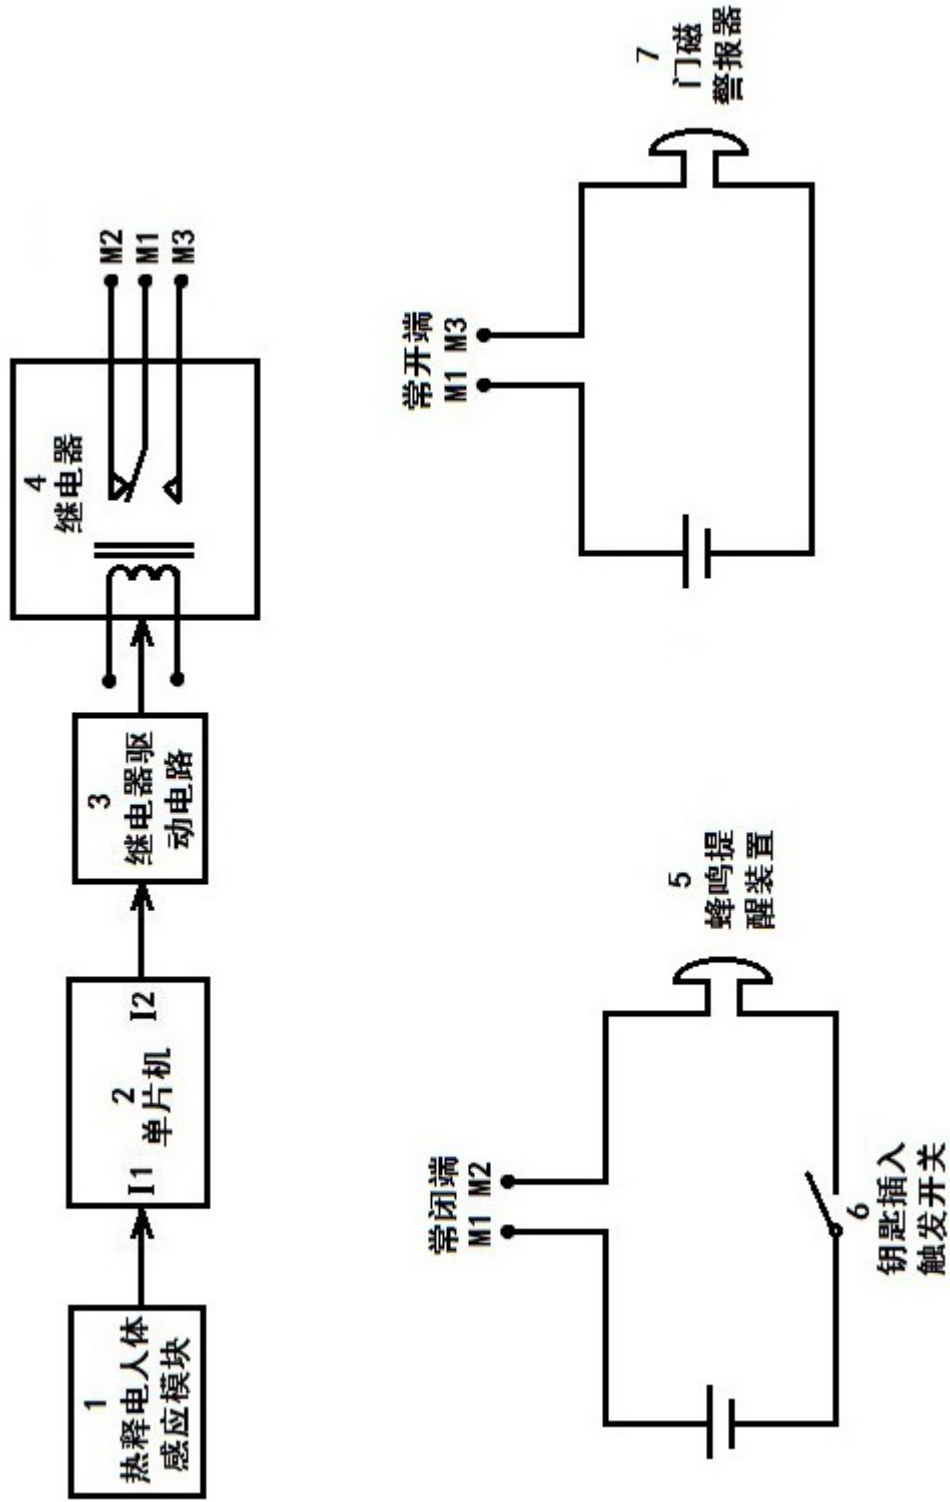 1
热释电人体
感应模块
I1
2
单片机
I2
3
继电器驱
动电路
4
继电器
M2
M1
M3
常闭端
M1 M2
5
蜂鸣提
醒装置
6
钥匙插入
触发开关
常开端
M1 M3
7
门磁
警报器